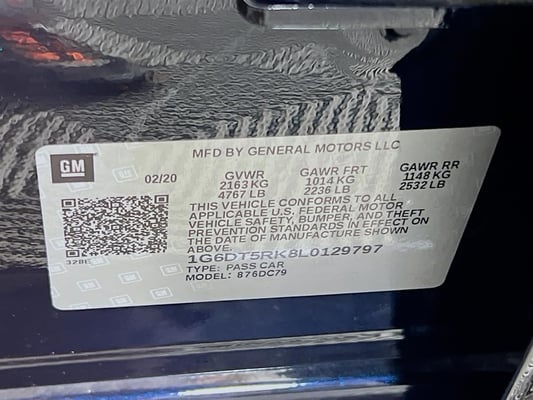 MFD BY GENERAL MOTORS LLC
GM
02/20
GVWR GAWR FRT GAWR RR
2163 KG 1014 KG 1148 KG
4767 LB 2236 LB 2532 LB
THIS VEHICLE CONFORMS TO ALL
APPLICABLE U.S. FEDERAL MOTOR
VEHICLE SAFETY, BUMPER, AND THEFT
PREVENTION STANDARDS IN EFFECT ON
THE DATE OF MANUFACTURE SHOWN
ABOVE.
1G6DT5RK8L0129797
TYPE: PASS CAR
MODEL: 876DC79